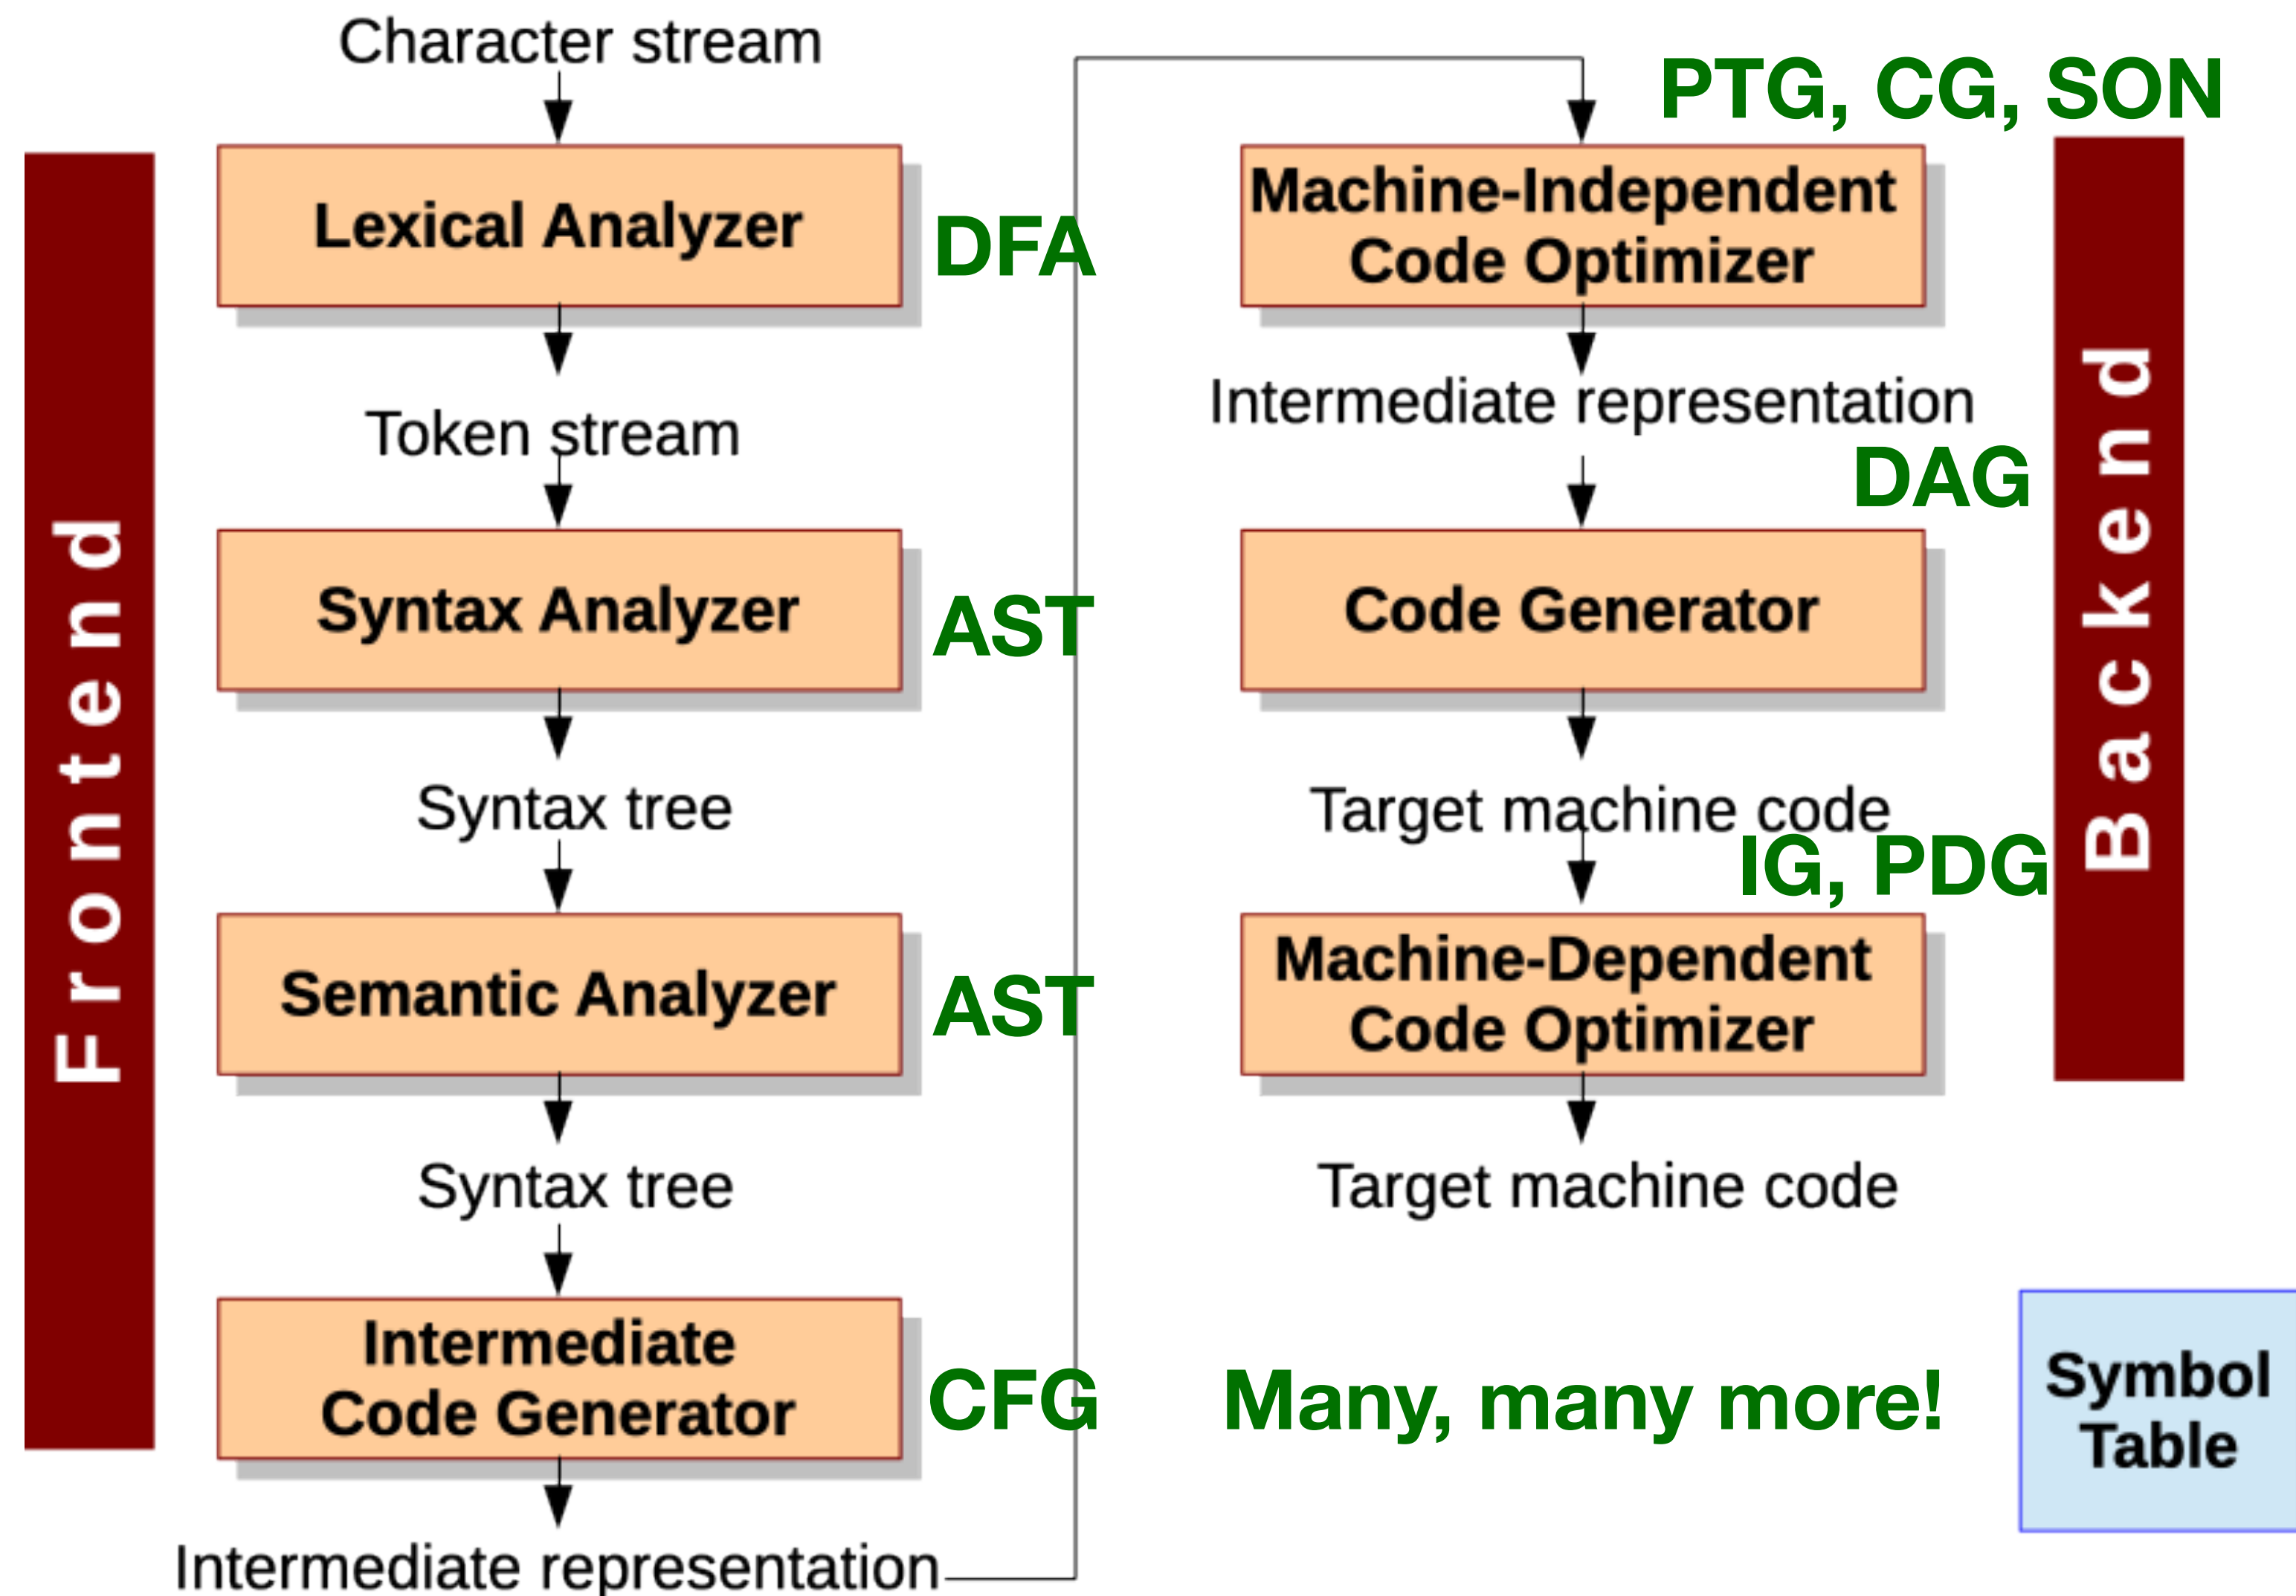 Frontend
Character stream
Lexical Analyzer
DFA
Token stream
Syntax Analyzer
AST
Syntax tree
Semantic Analyzer
AST
Syntax tree
Intermediate
Code Generator
CFG
Intermediate representation
PTG, CG, SON
Machine-Independent
Code Optimizer
Intermediate representation
DAG
Code Generator
Target machine code
IG, PDG
Machine-Dependent
Code Optimizer
Target machine code
Backend
Many, many more!
Symbol
Table